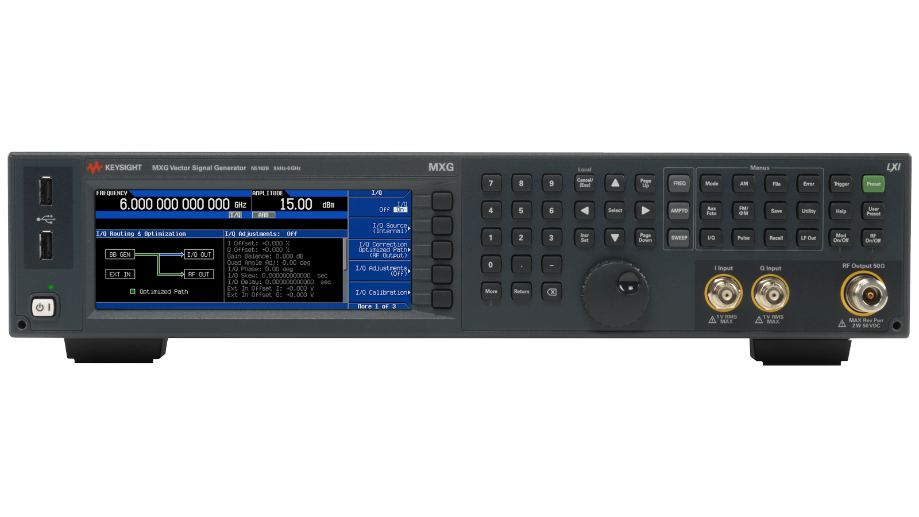 KEYSIGHT MXG Vector Signal Generator N5182B 9 kHz-6 GHz MXG
LXI
FREQUENCY AMPLITUDE
6.000 000 000 000 GHz 15.00 dBm
I/Q ARB
I/Q Routing & Optimization
BB GEN I/Q OUT
EXT IN RF OUT
Optimized Path
I/Q Adjustments: Off
I Offset: +0.000 %
Q Offset: +0.000 %
Gain Balance: 0.000 dB
Quad Angle Adj: 0.00 deg
I/Q Phase: 0.00 deg
I/Q Skew: 0.000000000000 sec
I/Q Delay: 0.000000000000 sec
Ext In Offset I: +0.000 V
Ext In Offset Q: +0.000 V
I/Q
I/Q
Off On
I/Q Source
(Internal)
I/Q Correction
Optimized Path
(RF Output)
I/Q Adjustments
(Off)
I/Q Calibration
More 1 of 3
7 8 9
4 5 6
1 2 3
0 . –
More Return
Local
Cancel/
(Esc)
Page
Up
Select
Incr
Set
Page
Down
FREQ
AMPTD
SWEEP
Menus
Mode AM File Error
Aux
Fctn
FM/
ΦM
Save Utility
I/Q Pulse Recall LF Out
Trigger Preset
Help
User
Preset
Mod
On/Off
RF
On/Off
I Input Q Input RF Output 50Ω
1 V RMS
MAX
1 V RMS
MAX
MAX Rev Pwr
2 W 50 VDC